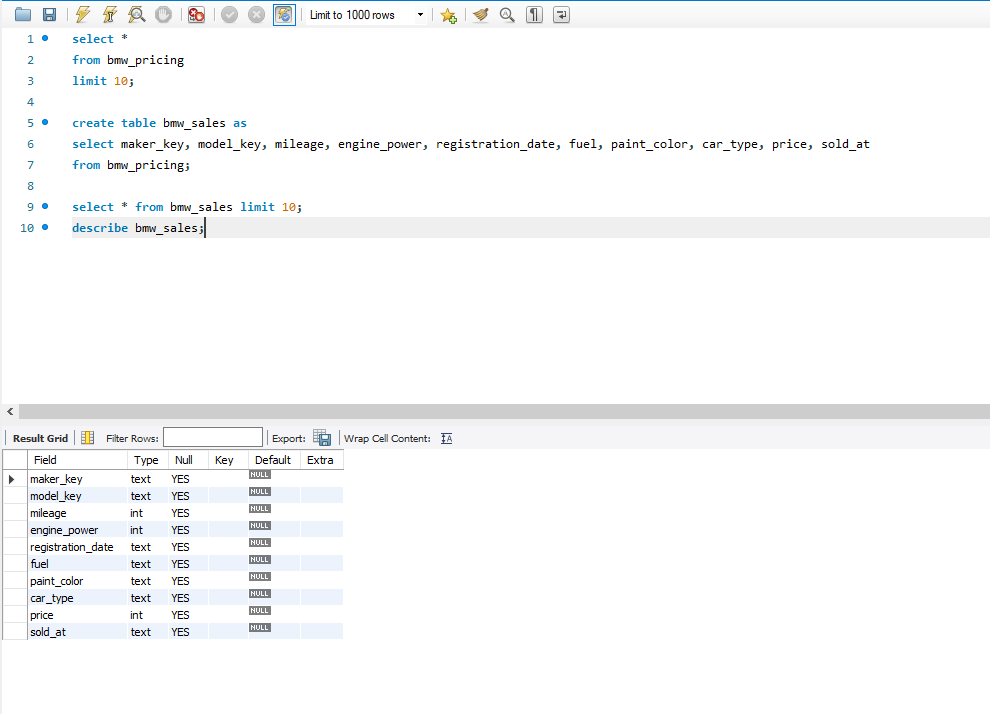 Limit to 1000 rows
1 select *
2 from bmw_pricing
3 limit 10;
4
5 create table bmw_sales as
6 select maker_key, model_key, mileage, engine_power, registration_date, fuel, paint_color, car_type, price, sold_at
7 from bmw_pricing;
8
9 select * from bmw_sales limit 10;
10 describe bmw_sales;
Result Grid Filter Rows: Export: Wrap Cell Content: IA
Field Type Null Key Default Extra
maker_key text YES NULL
model_key text YES NULL
mileage int YES NULL
engine_power int YES NULL
registration_date text YES NULL
fuel text YES NULL
paint_color text YES NULL
car_type text YES NULL
price int YES NULL
sold_at text YES NULL